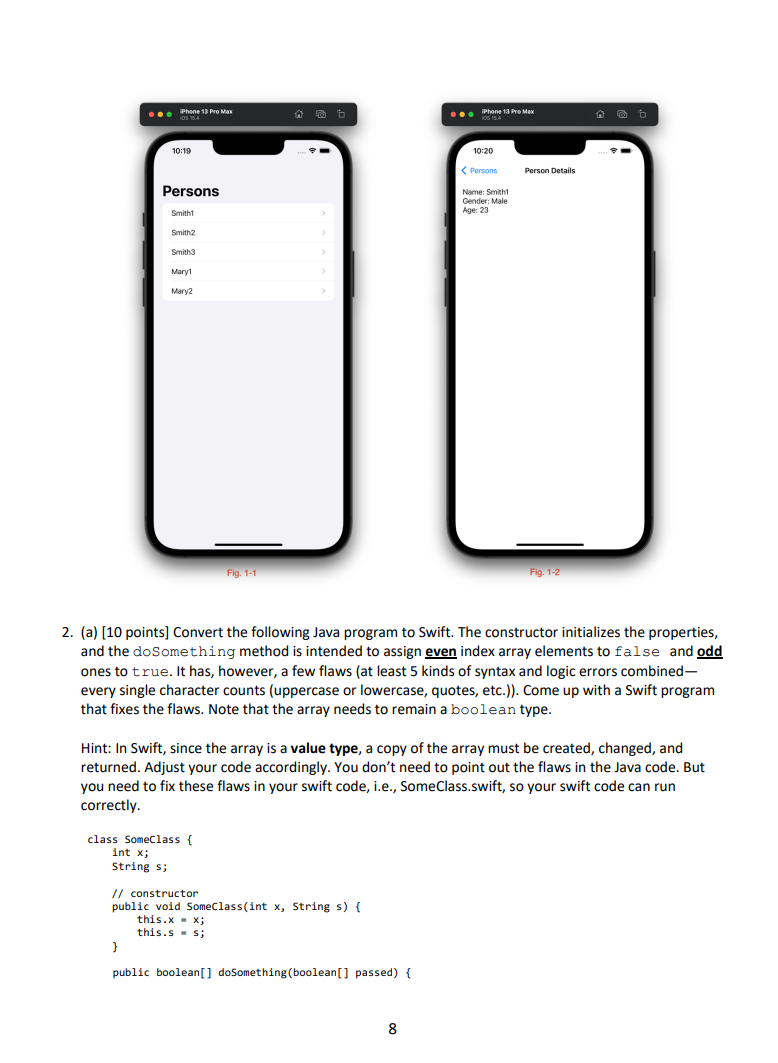 iPhone 13 Pro Max
iOS 15.4
10:19
Persons
Smith1
Smith2
Smith3
Mary1
Mary2
Fig. 1-1
iPhone 13 Pro Max
iOS 15.4
10:20
Persons
Person Details
Name: Smith1
Gender: Male
Age: 23
Fig. 1-2
2. (a) [10 points] Convert the following Java program to Swift. The constructor initializes the properties,
and the doSomething method is intended to assign even index array elements to false and odd
ones to true. It has, however, a few flaws (at least 5 kinds of syntax and logic errors combined—
every single character counts (uppercase or lowercase, quotes, etc.)). Come up with a Swift program
that fixes the flaws. Note that the array needs to remain a boolean type.
Hint: In Swift, since the array is a value type, a copy of the array must be created, changed, and
returned. Adjust your code accordingly. You don't need to point out the flaws in the Java code. But
you need to fix these flaws in your swift code, i.e., SomeClass.swift, so your swift code can run
correctly.
class SomeClass {
int x;
String s;
// constructor
public void SomeClass(int x, String s) {
this.x = x;
this.s = s;
}
public boolean[] doSomething(boolean[] passed) {
8